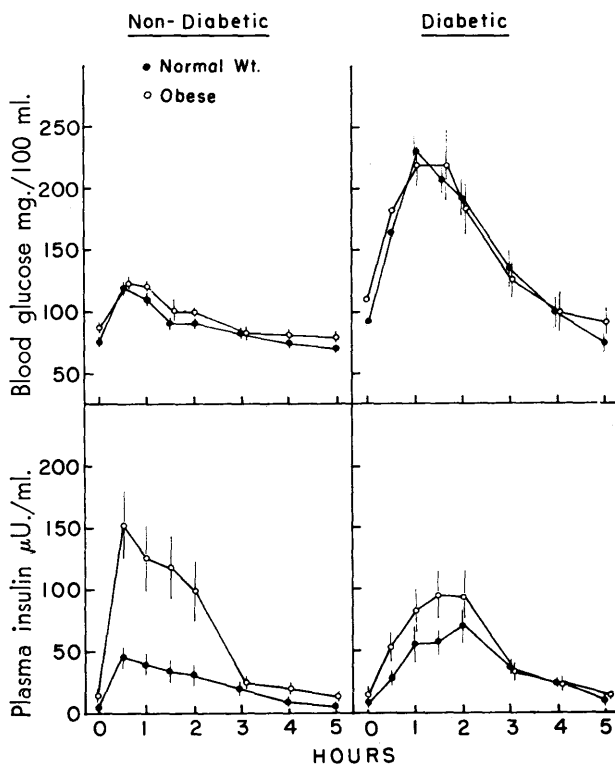 Non-Diabetic
Diabetic
Normal Wt.
Obese
Blood glucose mg./100 ml.
250
200
150
100
50
Plasma insulin μU./ml.
200
150
100
50
0
0 1 2 3 4 5 0 1 2 3 4 5
HOURS